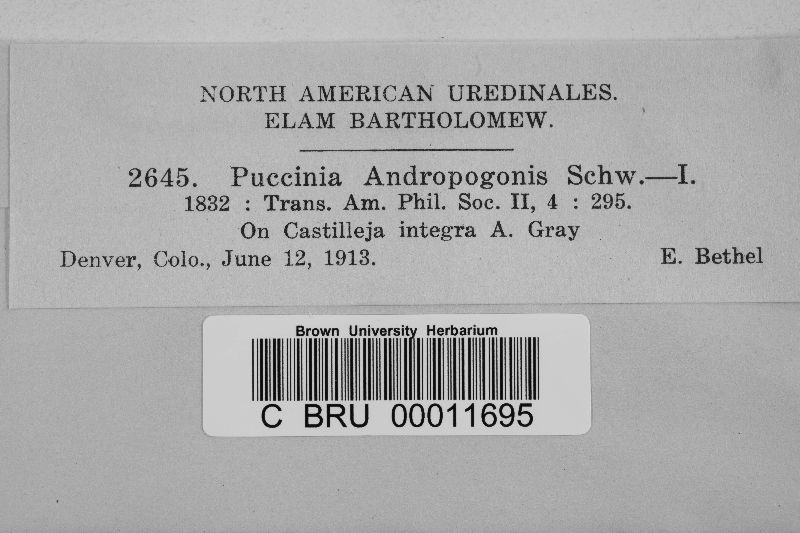 NORTH AMERICAN UREDINALES.
ELAM BARTHOLOMEW.
2645. Puccinia Andropogonis Schw.—I.
1832 : Trans. Am. Phil. Soc. II, 4 : 295.
On Castilleja integra A. Gray
Denver, Colo., June 12, 1913. E. Bethel
Brown University Herbarium
C BRU 00011695